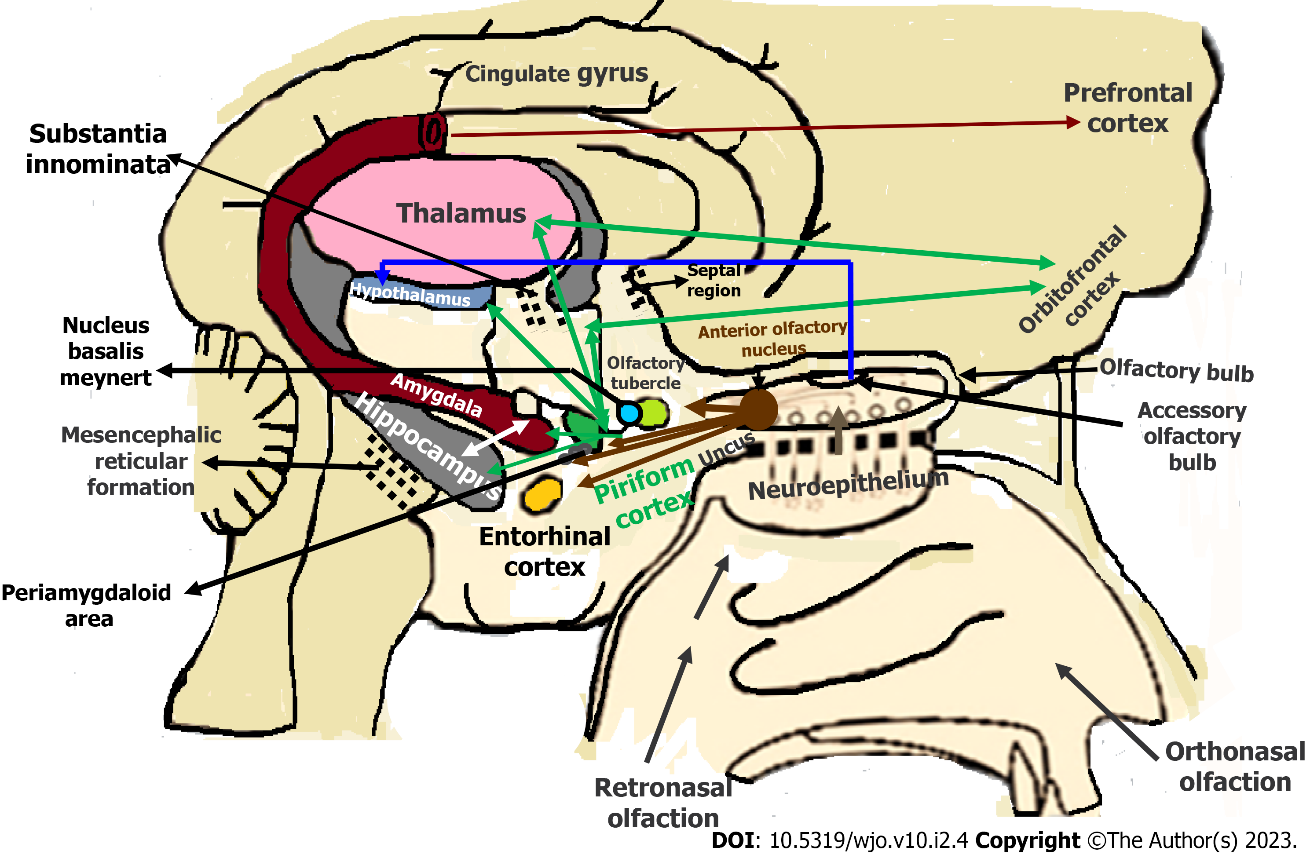 Cingulate gyrus
Prefrontal
cortex
Substantia
innominata
Thalamus
Septal
region
Orbitofrontal
cortex
Hypothalamus
Nucleus
basalis
meynert
Anterior olfactory
nucleus
Olfactory
tubercle
Olfactory bulb
Amygdala
Accessory
olfactory
bulb
Hippocampus
Mesencephalic
reticular
formation
Uncus
Piriform
cortex
Neuroepithelium
Entorhinal
cortex
Periamygdaloid
area
Retronasal
olfaction
Orthonasal
olfaction
DOI: 10.5319/wjo.v10.i2.4 Copyright ©The Author(s) 2023.